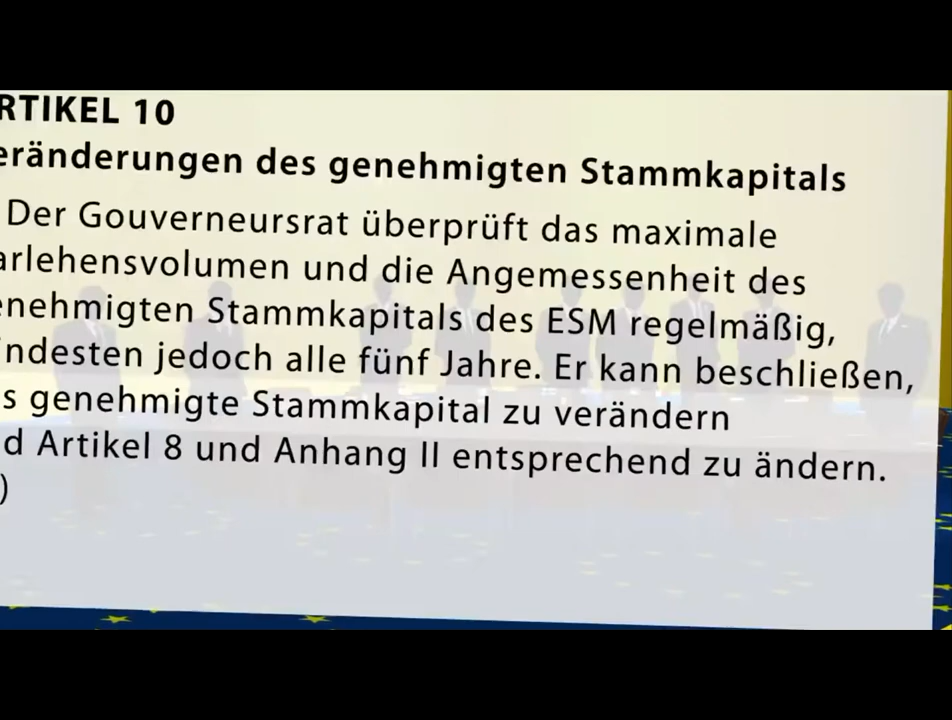 RTIKEL 10
eränderungen des genehmigten Stammkapitals
Der Gouverneursrat überprüft das maximale
arlehensvolumen und die Angemessenheit des
enehmigten Stammkapitals des ESM regelmäßig,
indesten jedoch alle fünf Jahre. Er kann beschließen,
s genehmigte Stammkapital zu verändern
d Artikel 8 und Anhang II entsprechend zu ändern.
)